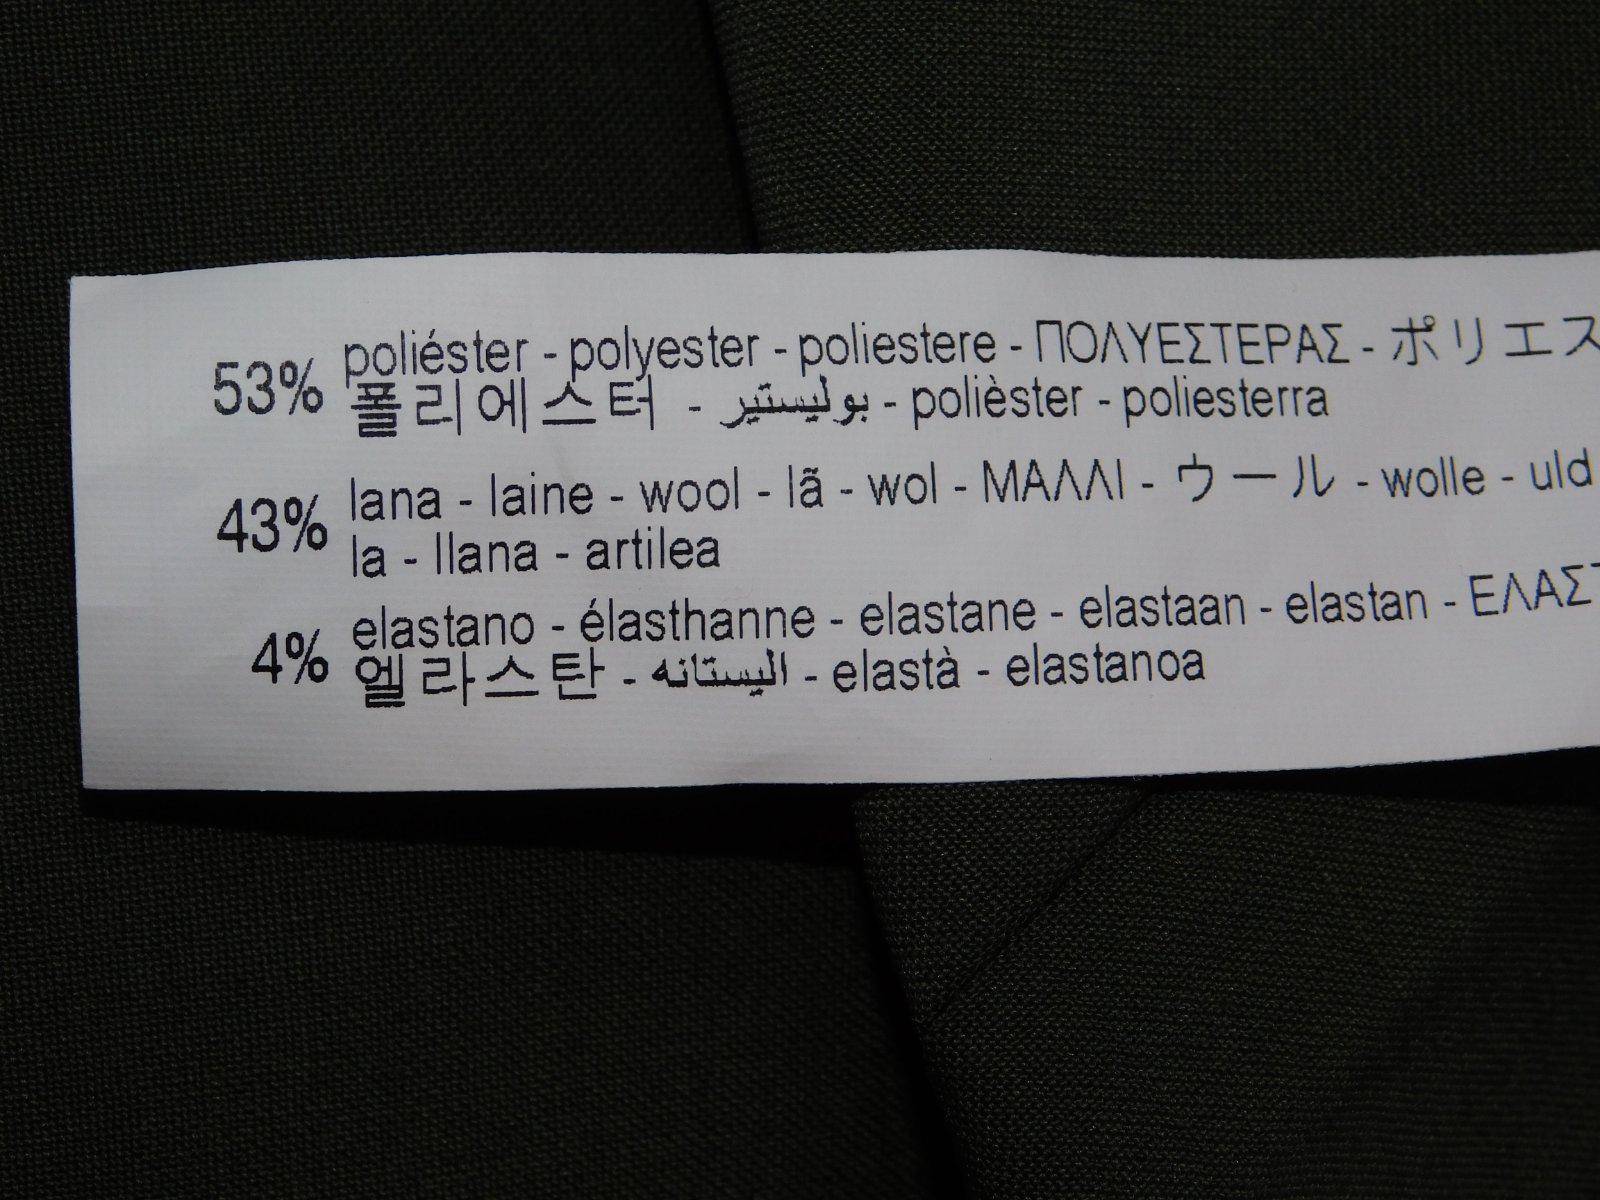 53% poliéster - polyester - poliestere - ΠΟΛΥΕΣΤΕΡΑΣ - ポリエス
폴리에스터 - بوليستير - polièster - poliesterra
43% lana - laine - wool - lã - wol - ΜΑΛΛΙ - ウール - wolle - uld
la - llana - artilea
4% elastano - élasthanne - elastane - elastaan - elastan - ΕΛΑΣΤ
엘라스탄 - اليستانه - elastà - elastanoa